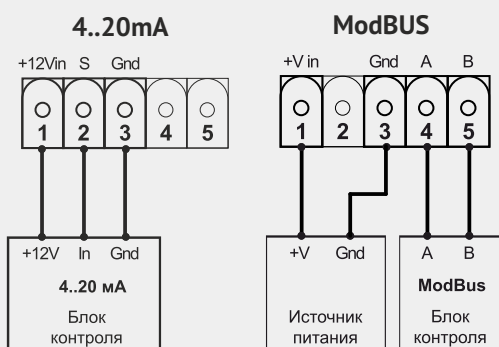 4..20mA
+12Vin S Gnd
1 2 3 4 5
+12V In Gnd
4..20 мА
Блок
контроля
ModBUS
+V in Gnd A B
1 2 3 4 5
+V Gnd
Источник
питания
A B
ModBus
Блок
контроля